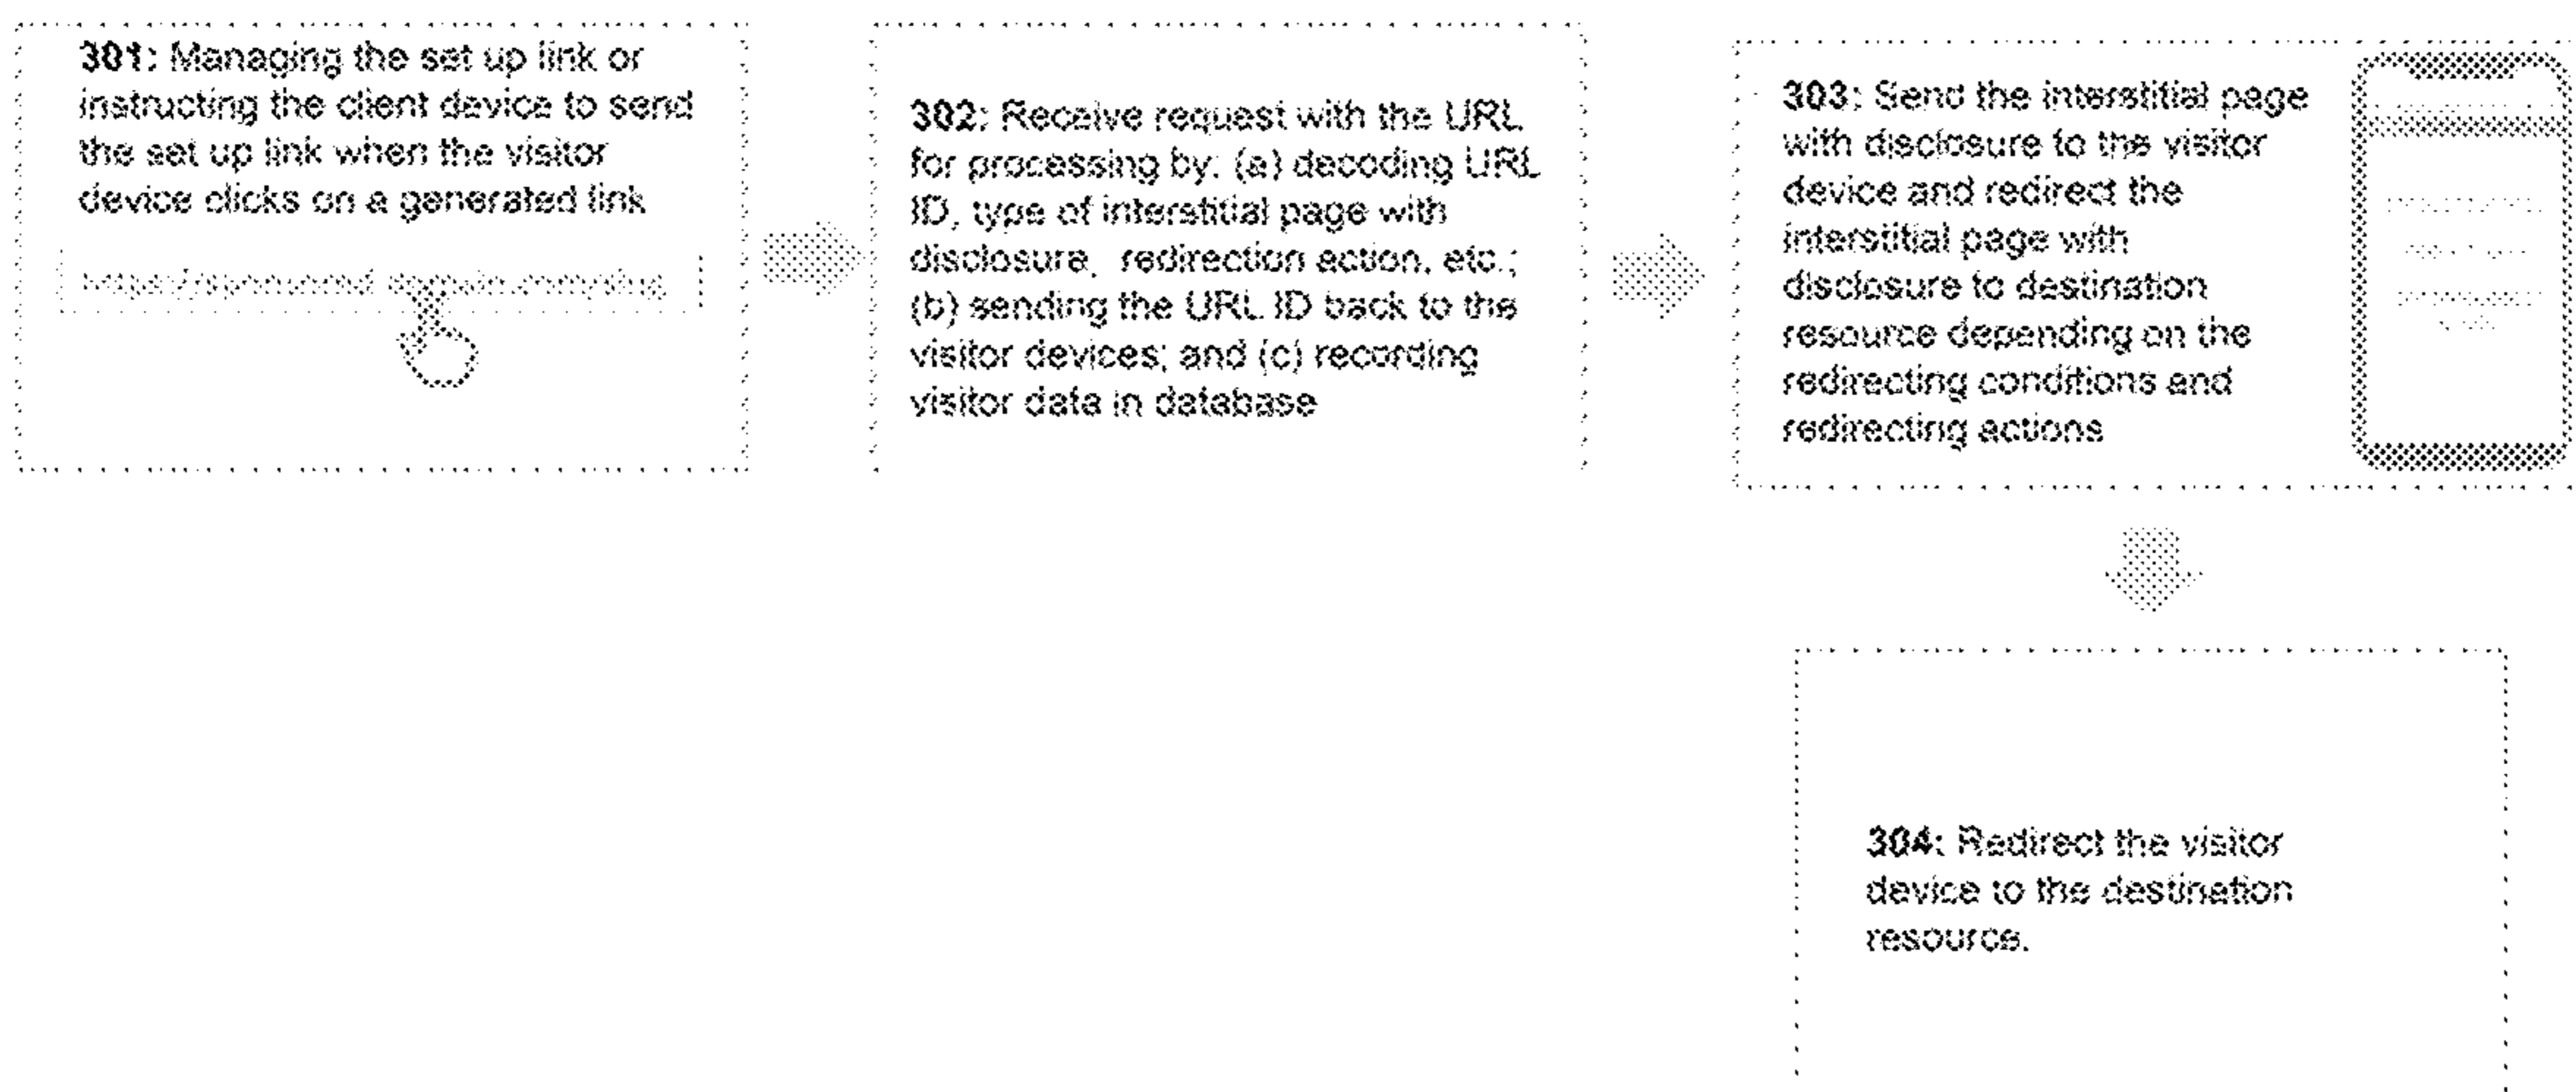 301: Managing the set up link or
instructing the client device to send
the set up link when the visitor
device clicks on a generated link
302: Receive request with the URL
for processing by: (a) decoding URL
ID, type of interstitial page with
disclosure, redirection action, etc.;
(b) sending the URL ID back to the
visitor devices; and (c) recording
visitor data in database
303: Send the interstitial page
with disclosure to the visitor
device and redirect the
interstitial page with
disclosure to destination
resource depending on the
redirecting conditions and
redirecting actions
304: Redirect the visitor
device to the destination
resource.